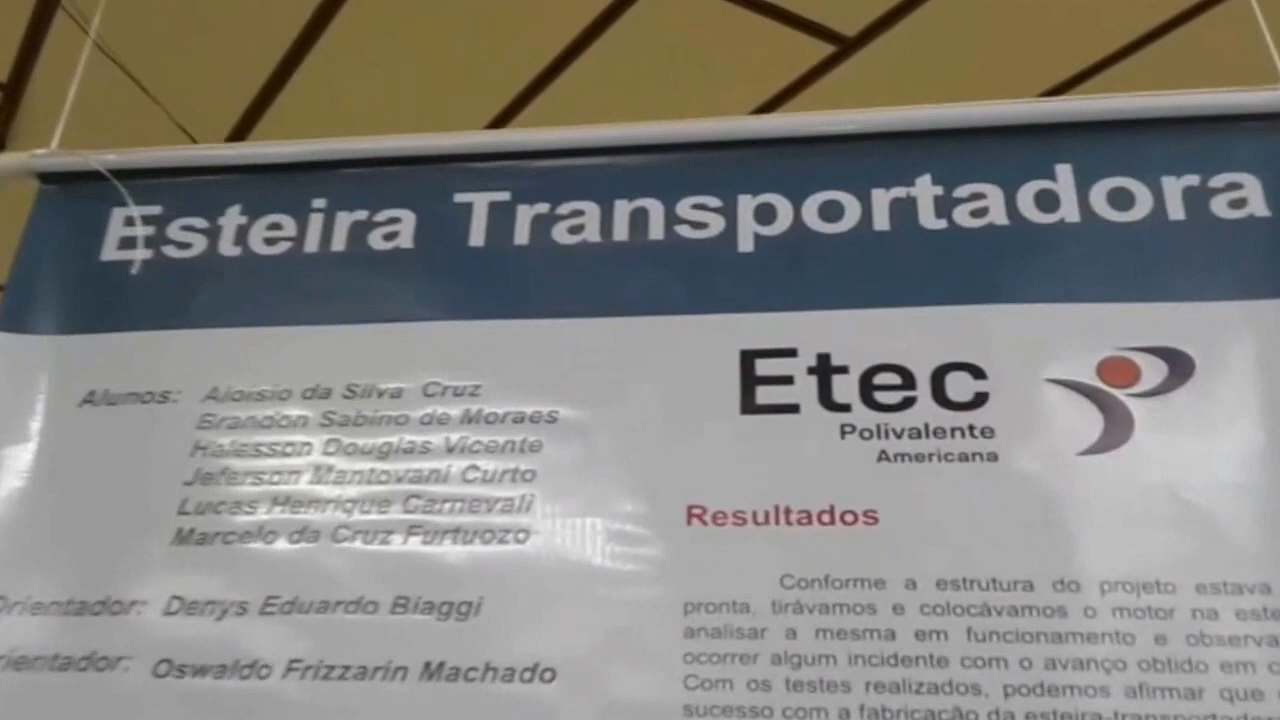 Esteira Transportadora
Alunos: Aloisio da Silva Cruz
Brandon Sabino de Moraes
Halesson Douglas Vicente
Jeferson Mantovani Curto
Lucas Henrique Carnevali
Marcelo da Cruz Furtuozo
Orientador: Denys Eduardo Biaggi
rientador: Oswaldo Frizzarin Machado
Etec
Polivalente
Americana
Resultados
Conforme a estrutura do projeto estava
pronta, tirávamos e colocávamos o motor na este
analisar a mesma em funcionamento e observa
ocorrer algum incidente com o avanço obtido em
Com os testes realizados, podemos afirmar que
sucesso com a fabricação da esteira transportado